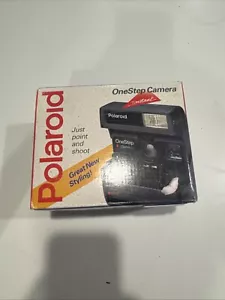 Polaroid
OneStep Camera
Just
point
and
shoot
Great New
Styling!
Polaroid
OneStep